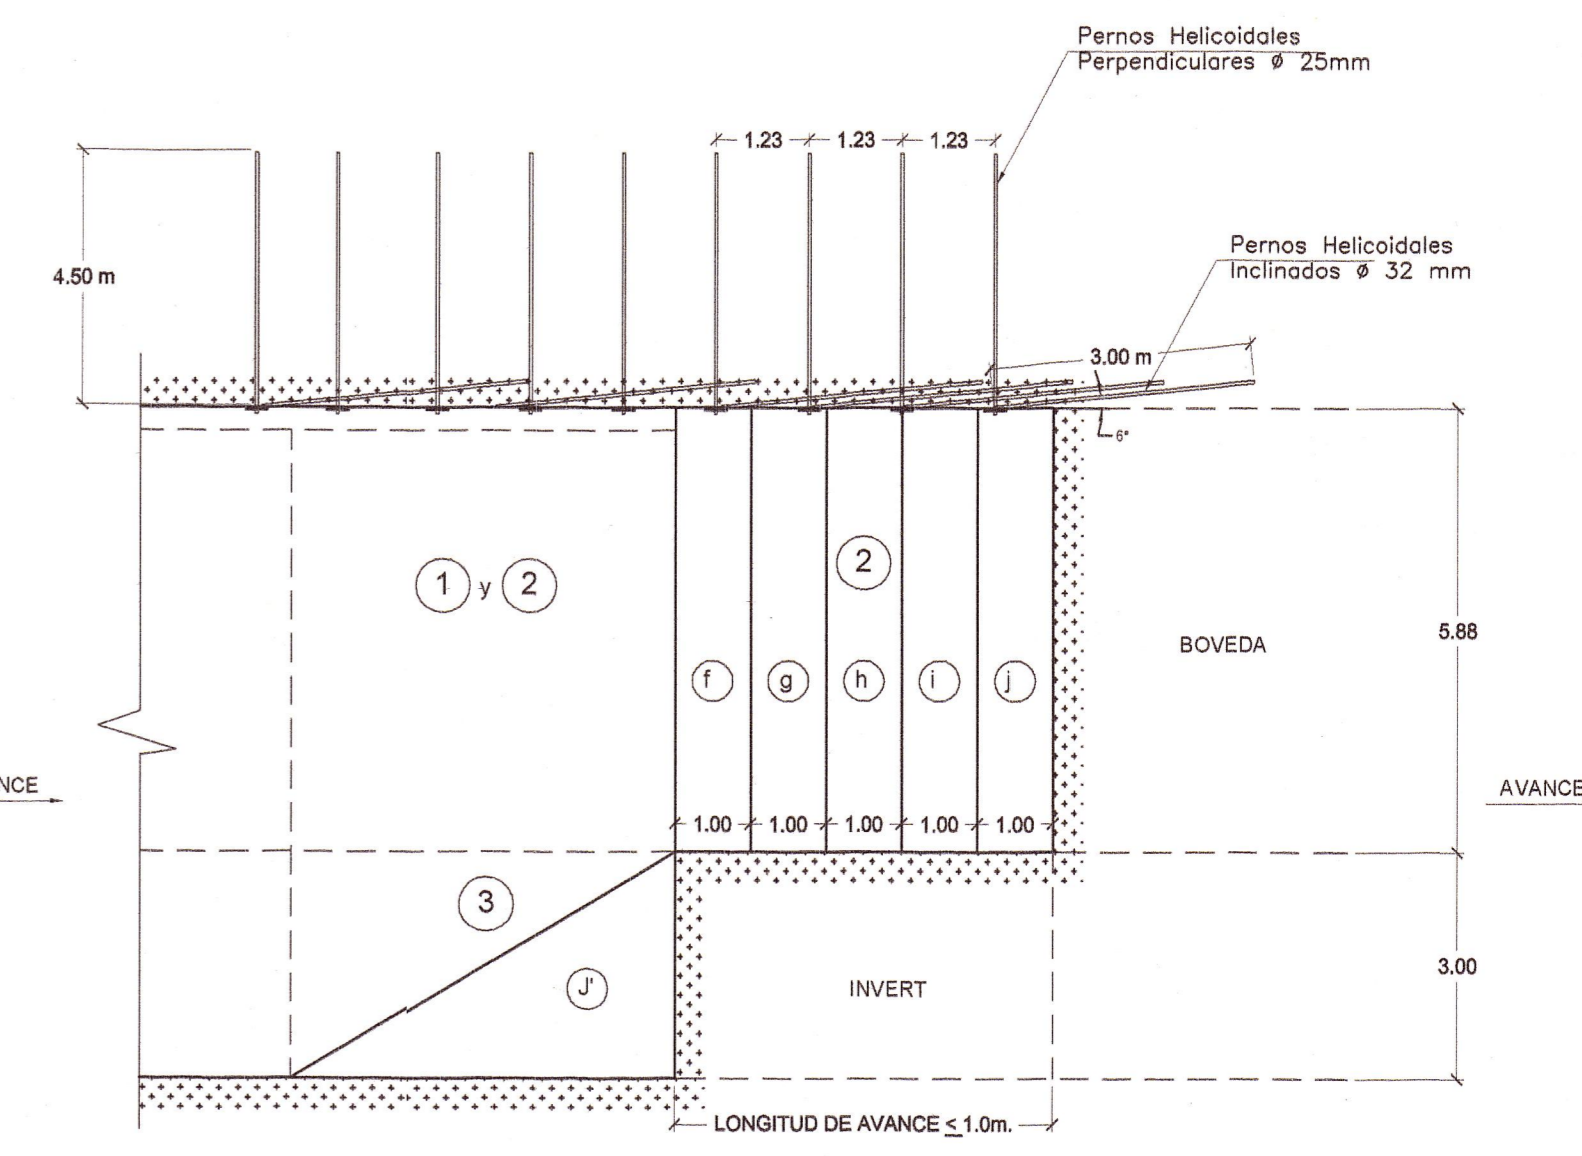 Pernos Helicoidales
Perpendiculares ø 25mm
1.23
1.23
1.23
Pernos Helicoidales
Inclinados ø 32 mm
4.50 m
3.00 m
6°
1 y 2
2
5.88
BOVEDA
f
g
h
i
j
NCE
AVANCE
1.00
1.00
1.00
1.00
1.00
3
3.00
J'
INVERT
LONGITUD DE AVANCE ≤ 1.0m.